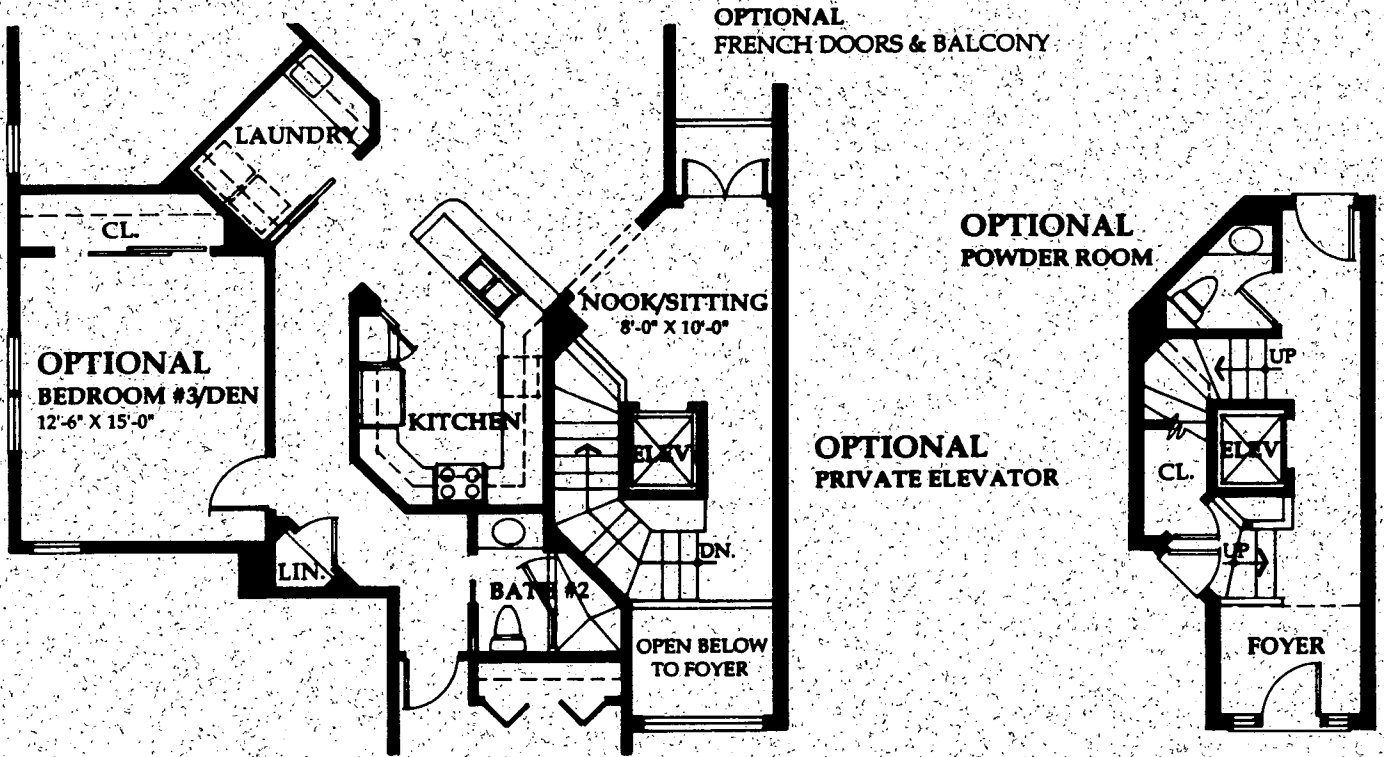 OPTIONAL
FRENCH DOORS & BALCONY
LAUNDRY
CL.
OPTIONAL
BEDROOM #3/DEN
12'-6" X 15'-0"
KITCHEN
NOOK/SITTING
8'-0" X 10'-0"
ELEV
DN.
LIN.
BATH #2
OPEN BELOW
TO FOYER
OPTIONAL
POWDER ROOM
OPTIONAL
PRIVATE ELEVATOR
UP
ELEV
CL.
UP
FOYER